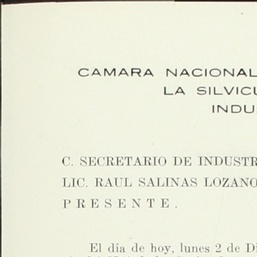 CAMARA NACIONAL
LA SILVICU
INDU
C. SECRETARIO DE INDUSTR
LIC. RAUL SALINAS LOZANO
P R E S E N T E .
El día de hoy, lunes 2 de Di